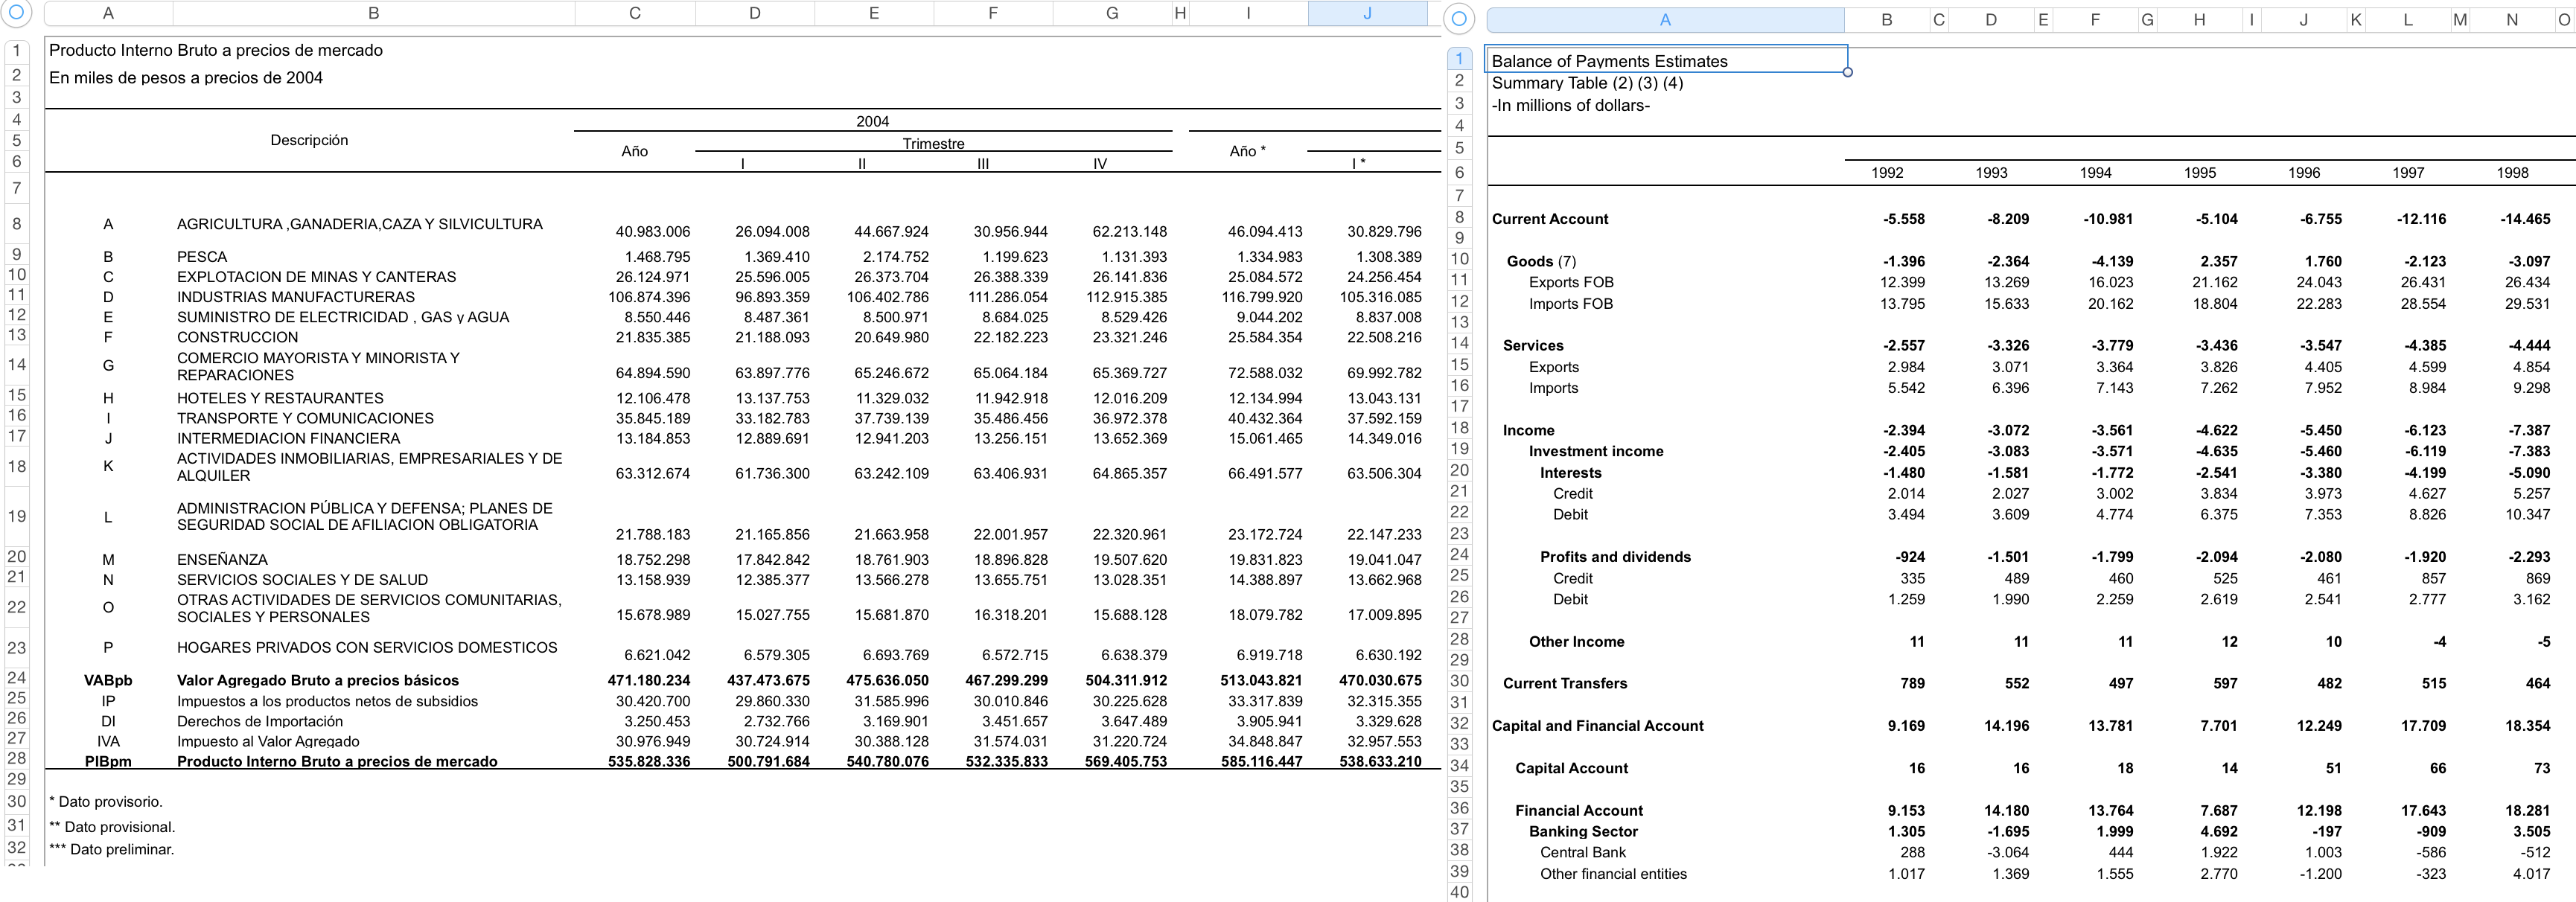 A B C D E F G H I J
1 Producto Interno Bruto a precios de mercado
2 En miles de pesos a precios de 2004
3
4 2004
5 Descripción Año Trimestre Año *
6 I II III IV I *
7
8 A AGRICULTURA ,GANADERIA,CAZA Y SILVICULTURA 40.983.006 26.094.008 44.667.924 30.956.944 62.213.148 46.094.413 30.829.796
9 B PESCA 1.468.795 1.369.410 2.174.752 1.199.623 1.131.393 1.334.983 1.308.389
10 C EXPLOTACION DE MINAS Y CANTERAS 26.124.971 25.596.005 26.373.704 26.388.339 26.141.836 25.084.572 24.256.454
11 D INDUSTRIAS MANUFACTURERAS 106.874.396 96.893.359 106.402.786 111.286.054 112.915.385 116.799.920 105.316.085
12 E SUMINISTRO DE ELECTRICIDAD , GAS y AGUA 8.550.446 8.487.361 8.500.971 8.684.025 8.529.426 9.044.202 8.837.008
13 F CONSTRUCCION 21.835.385 21.188.093 20.649.980 22.182.223 23.321.246 25.584.354 22.508.216
14 G COMERCIO MAYORISTA Y MINORISTA Y
REPARACIONES 64.894.590 63.897.776 65.246.672 65.064.184 65.369.727 72.588.032 69.992.782
15 H HOTELES Y RESTAURANTES 12.106.478 13.137.753 11.329.032 11.942.918 12.016.209 12.134.994 13.043.131
16 I TRANSPORTE Y COMUNICACIONES 35.845.189 33.182.783 37.739.139 35.486.456 36.972.378 40.432.364 37.592.159
17 J INTERMEDIACION FINANCIERA 13.184.853 12.889.691 12.941.203 13.256.151 13.652.369 15.061.465 14.349.016
18 K ACTIVIDADES INMOBILIARIAS, EMPRESARIALES Y DE
ALQUILER 63.312.674 61.736.300 63.242.109 63.406.931 64.865.357 66.491.577 63.506.304
19 L ADMINISTRACION PÚBLICA Y DEFENSA; PLANES DE
SEGURIDAD SOCIAL DE AFILIACION OBLIGATORIA 21.788.183 21.165.856 21.663.958 22.001.957 22.320.961 23.172.724 22.147.233
20 M ENSEÑANZA 18.752.298 17.842.842 18.761.903 18.896.828 19.507.620 19.831.823 19.041.047
21 N SERVICIOS SOCIALES Y DE SALUD 13.158.939 12.385.377 13.566.278 13.655.751 13.028.351 14.388.897 13.662.968
22 O OTRAS ACTIVIDADES DE SERVICIOS COMUNITARIAS,
SOCIALES Y PERSONALES 15.678.989 15.027.755 15.681.870 16.318.201 15.688.128 18.079.782 17.009.895
23 P HOGARES PRIVADOS CON SERVICIOS DOMESTICOS 6.621.042 6.579.305 6.693.769 6.572.715 6.638.379 6.919.718 6.630.192
24 VABpb Valor Agregado Bruto a precios básicos 471.180.234 437.473.675 475.636.050 467.299.299 504.311.912 513.043.821 470.030.675
25 IP Impuestos a los productos netos de subsidios 30.420.700 29.860.330 31.585.996 30.010.846 30.225.628 33.317.839 32.315.355
26 DI Derechos de Importación 3.250.453 2.732.766 3.169.901 3.451.657 3.647.489 3.905.941 3.329.628
27 IVA Impuesto al Valor Agregado 30.976.949 30.724.914 30.388.128 31.574.031 31.220.724 34.848.847 32.957.553
28 PIBpm Producto Interno Bruto a precios de mercado 535.828.336 500.791.684 540.780.076 532.335.833 569.405.753 585.116.447 538.633.210
29
30 * Dato provisorio.
31 ** Dato provisional.
32 *** Dato preliminar.
A B C D E F G H I J K L M N O
1 Balance of Payments Estimates
2 Summary Table (2) (3) (4)
3 -In millions of dollars-
4
5
6 1992 1993 1994 1995 1996 1997 1998
7
8 Current Account -5.558 -8.209 -10.981 -5.104 -6.755 -12.116 -14.465
9
10 Goods (7) -1.396 -2.364 -4.139 2.357 1.760 -2.123 -3.097
11 Exports FOB 12.399 13.269 16.023 21.162 24.043 26.431 26.434
12 Imports FOB 13.795 15.633 20.162 18.804 22.283 28.554 29.531
13
14 Services -2.557 -3.326 -3.779 -3.436 -3.547 -4.385 -4.444
15 Exports 2.984 3.071 3.364 3.826 4.405 4.599 4.854
16 Imports 5.542 6.396 7.143 7.262 7.952 8.984 9.298
17
18 Income -2.394 -3.072 -3.561 -4.622 -5.450 -6.123 -7.387
19 Investment income -2.405 -3.083 -3.571 -4.635 -5.460 -6.119 -7.383
20 Interests -1.480 -1.581 -1.772 -2.541 -3.380 -4.199 -5.090
21 Credit 2.014 2.027 3.002 3.834 3.973 4.627 5.257
22 Debit 3.494 3.609 4.774 6.375 7.353 8.826 10.347
23
24 Profits and dividends -924 -1.501 -1.799 -2.094 -2.080 -1.920 -2.293
25 Credit 335 489 460 525 461 857 869
26 Debit 1.259 1.990 2.259 2.619 2.541 2.777 3.162
27
28 Other Income 11 11 11 12 10 -4 -5
29
30 Current Transfers 789 552 497 597 482 515 464
31
32 Capital and Financial Account 9.169 14.196 13.781 7.701 12.249 17.709 18.354
33
34 Capital Account 16 16 18 14 51 66 73
35
36 Financial Account 9.153 14.180 13.764 7.687 12.198 17.643 18.281
37 Banking Sector 1.305 -1.695 1.999 4.692 -197 -909 3.505
38 Central Bank 288 -3.064 444 1.922 1.003 -586 -512
39 Other financial entities 1.017 1.369 1.555 2.770 -1.200 -323 4.017
40